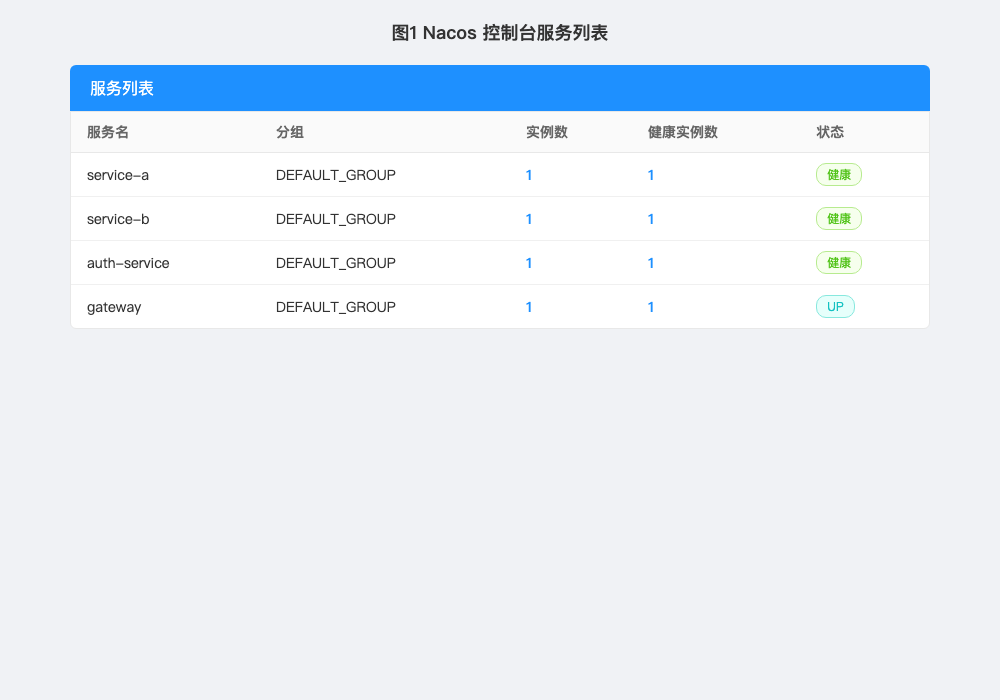 图1 Nacos 控制台服务列表
服务列表
服务名 分组 实例数 健康实例数 状态
service-a DEFAULT_GROUP 1 1 健康
service-b DEFAULT_GROUP 1 1 健康
auth-service DEFAULT_GROUP 1 1 健康
gateway DEFAULT_GROUP 1 1 UP